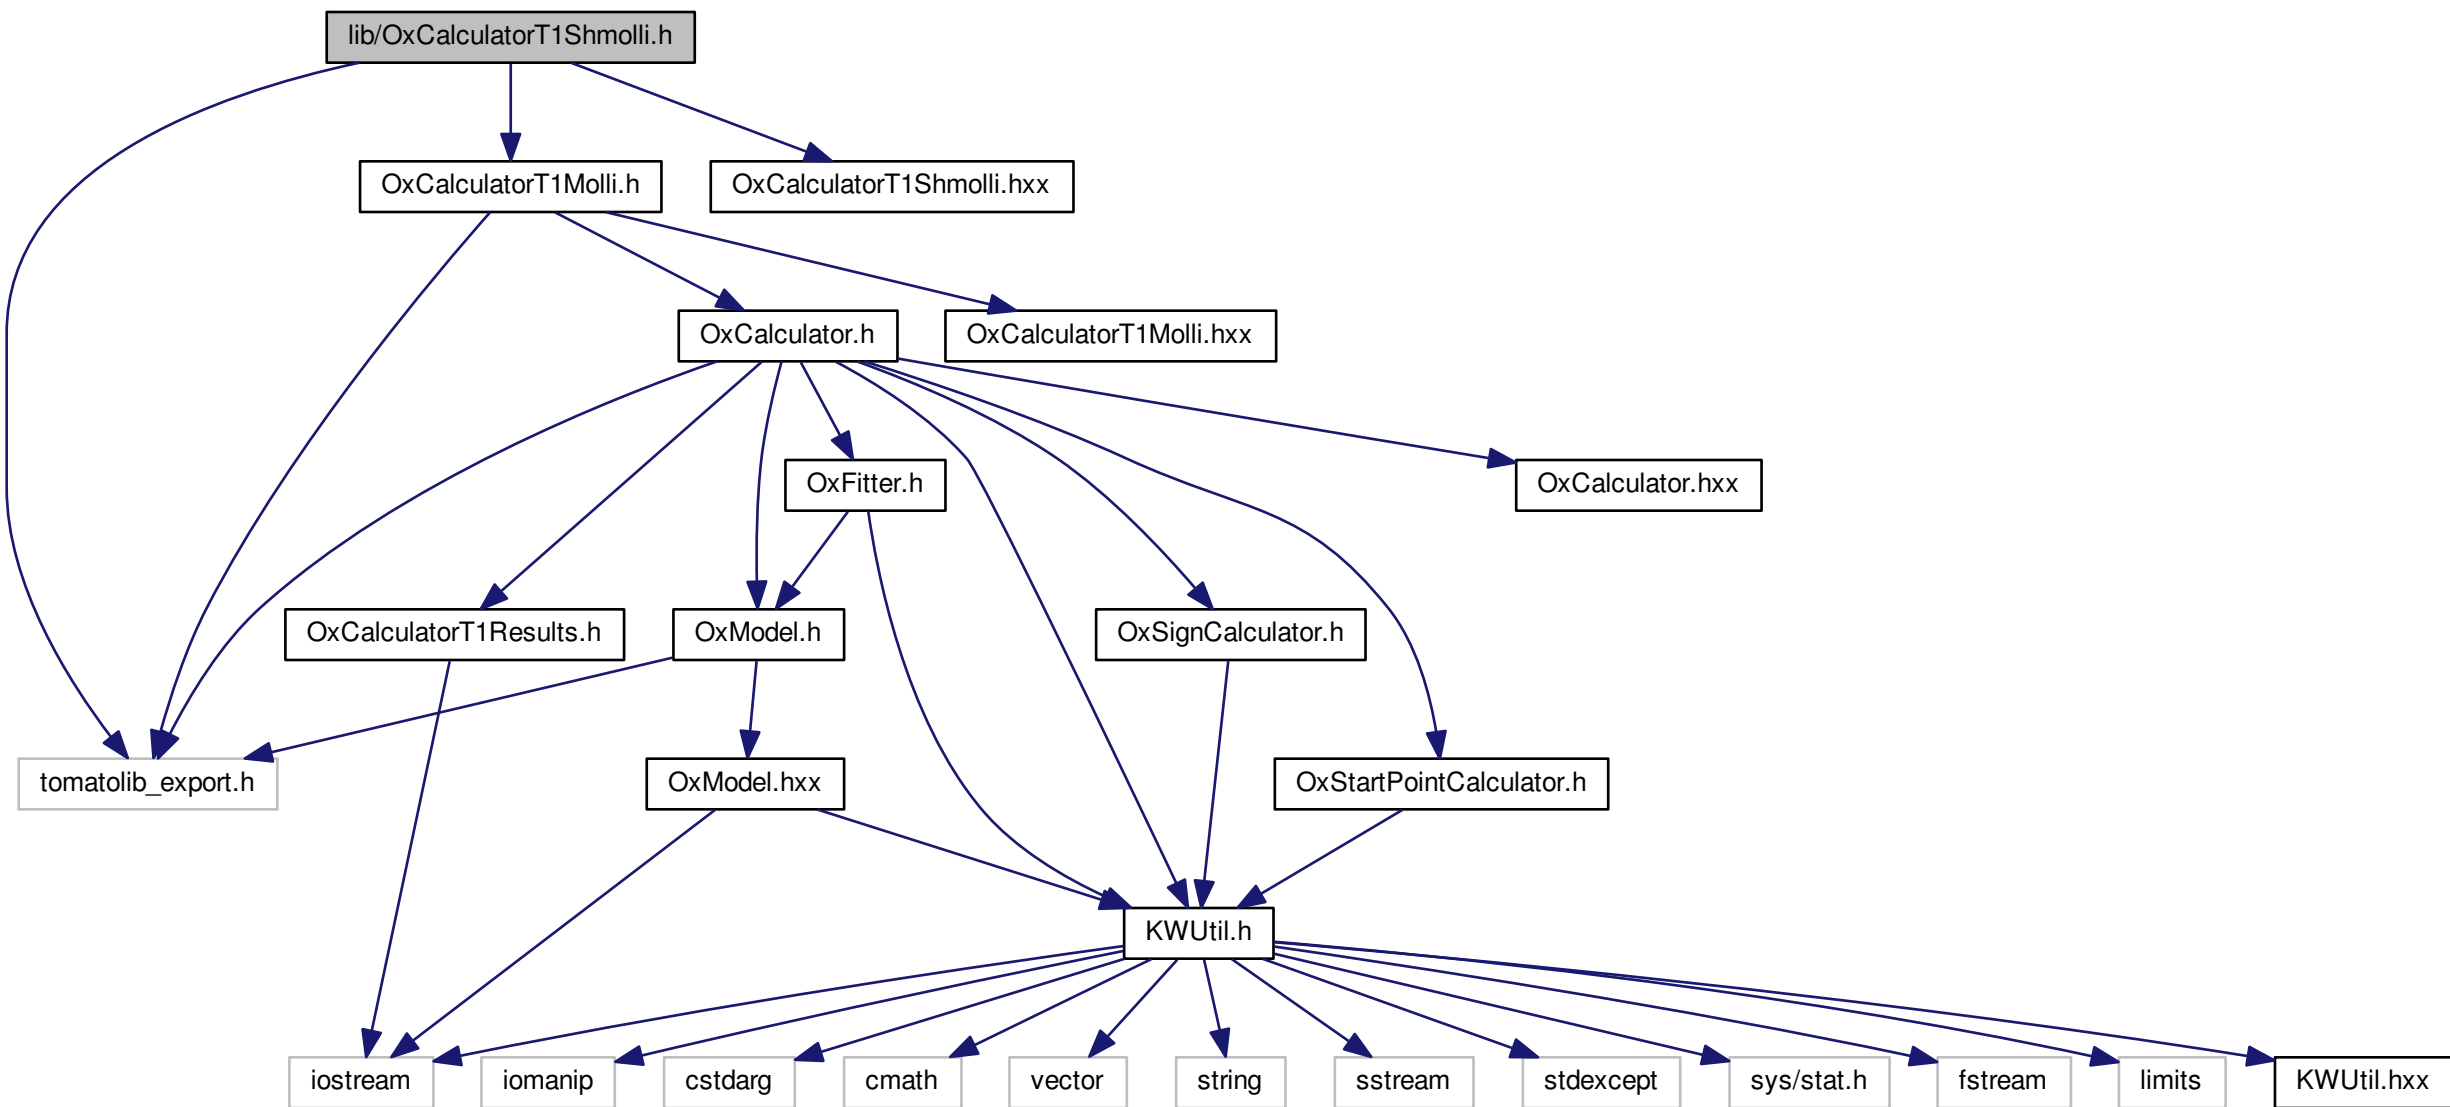 lib/OxCalculatorT1Shmolli.h
OxCalculatorT1Molli.h
OxCalculatorT1Shmolli.hxx
OxCalculator.h
OxCalculatorT1Molli.hxx
OxFitter.h
OxCalculator.hxx
OxCalculatorT1Results.h
OxModel.h
OxSignCalculator.h
tomatolib_export.h
OxModel.hxx
OxStartPointCalculator.h
KWUtil.h
iostream
iomanip
cstdarg
cmath
vector
string
sstream
stdexcept
sys/stat.h
fstream
limits
KWUtil.hxx